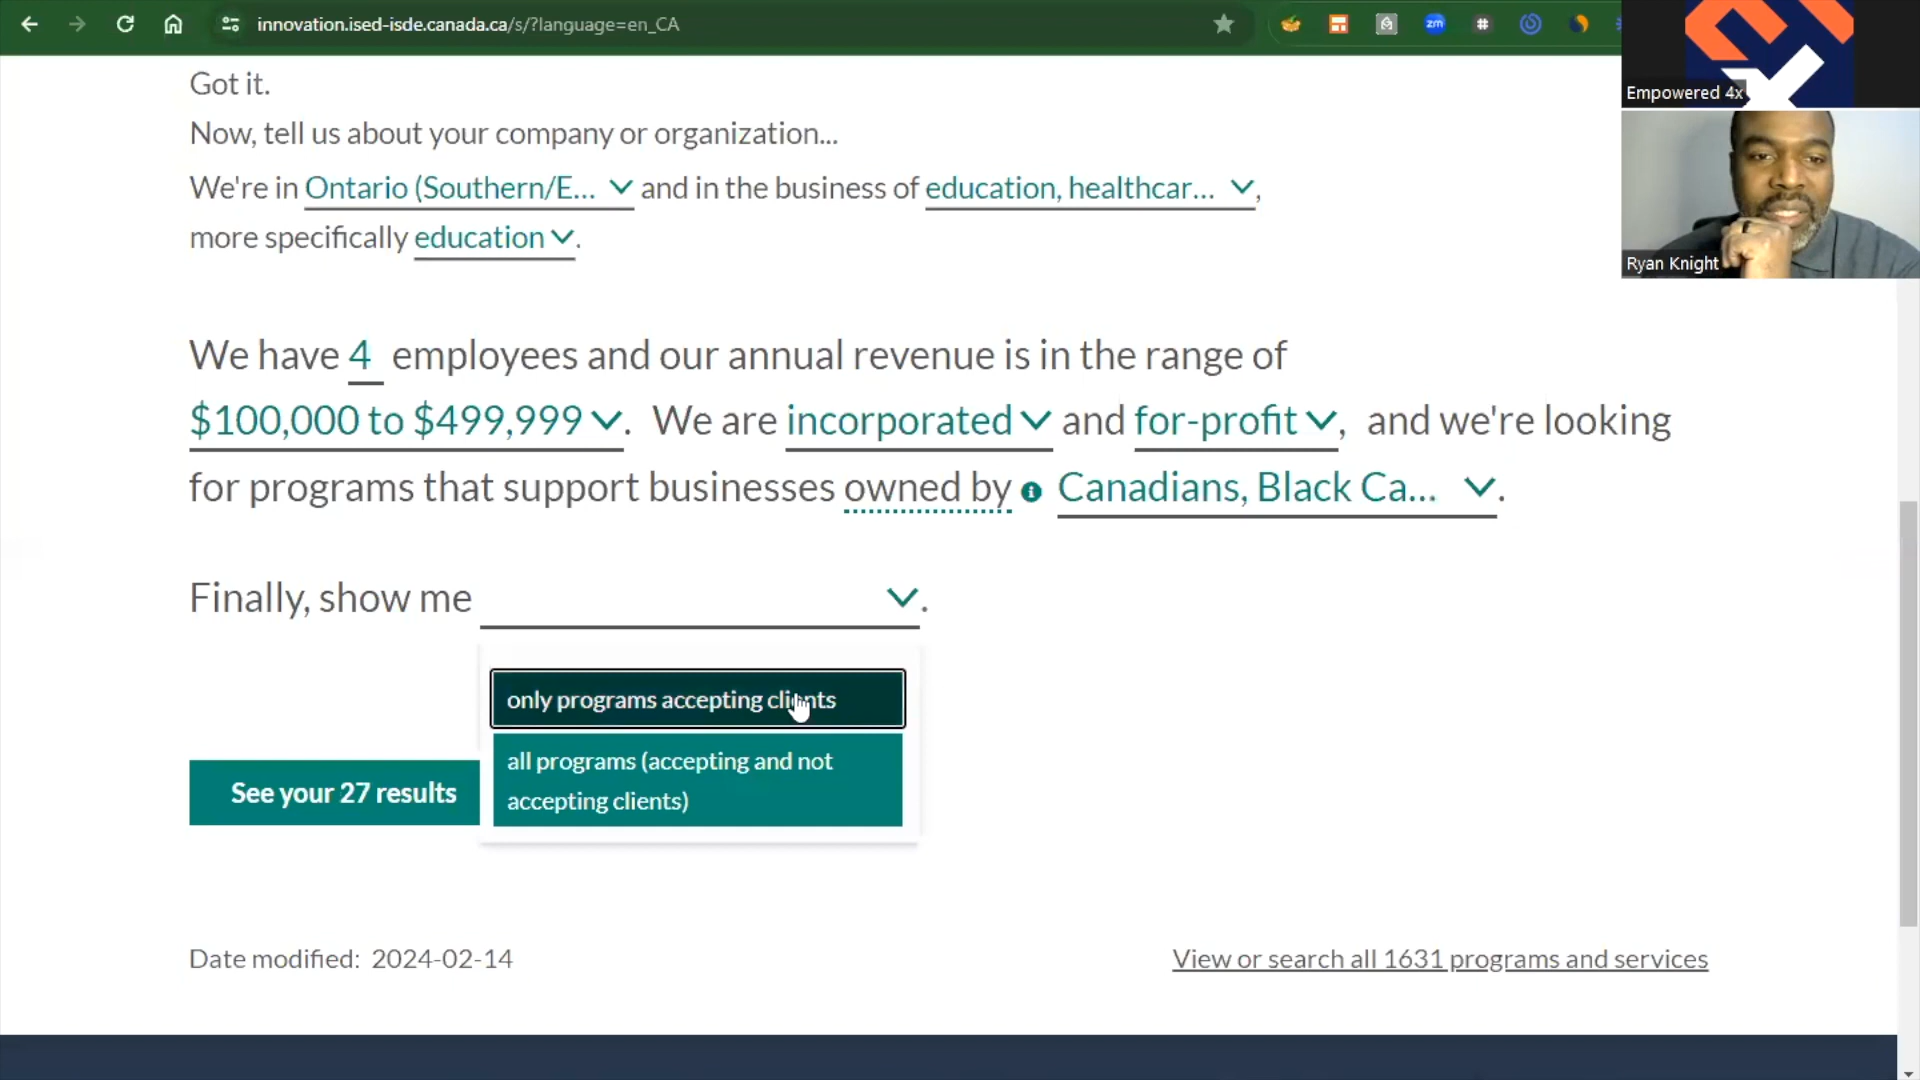 innovation.ised-isde.canada.ca/s/?language=en_CA
zm
Empowered 4x
Ryan Knight
Got it.
Now, tell us about your company or organization...
We're in Ontario (Southern/E... and in the business of education, healthcar... ,
more specifically education .
We have 4 employees and our annual revenue is in the range of
$100,000 to $499,999 . We are incorporated and for-profit , and we're looking
for programs that support businesses owned by Canadians, Black Ca... .
Finally, show me .
only programs accepting clients
all programs (accepting and not
accepting clients)
See your 27 results
Date modified: 2024-02-14
View or search all 1631 programs and services